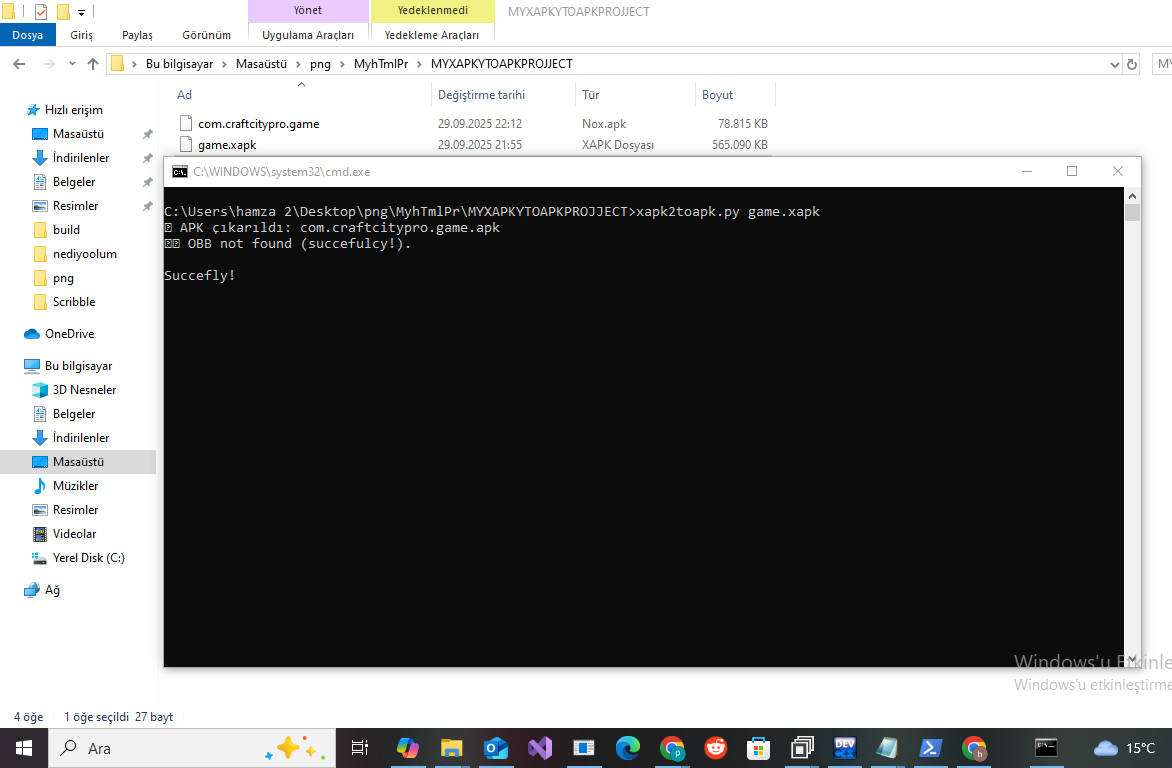 Yönet
Yedeklenmedi
MYXAPKYTOAPKPROJJECT
Dosya
Giriş
Paylaş
Görünüm
Uygulama Araçları
Yedekleme Araçları
Bu bilgisayar > Masaüstü > png > MyhTmlPr > MYXAPKYTOAPKPROJJECT
MY
Ad
Değiştirme tarihi
Tür
Boyut
com.craftcitypro.game
29.09.2025 22:12
Nox.apk
78.815 KB
game.xapk
29.09.2025 21:55
XAPK Dosyası
565.090 KB
Hızlı erişim
Masaüstü
İndirilenler
Belgeler
Resimler
build
nediyoolum
png
Scribble
OneDrive
Bu bilgisayar
3D Nesneler
Belgeler
İndirilenler
Masaüstü
Müzikler
Resimler
Videolar
Yerel Disk (C:)
Ağ
C:\WINDOWS\system32\cmd.exe
C:\Users\hamza 2\Desktop\png\MyhTmlPr\MYXAPKYTOAPKPROJJECT>xapk2toapk.py game.xapk
APK çıkarıldı: com.craftcitypro.game.apk
OBB not found (succefulcy!).
Succefly!
Windows'u Etkinle
Windows'u etkinleştirme
4 öğe
1 öğe seçildi 27 bayt
Ara
DEV
15°C